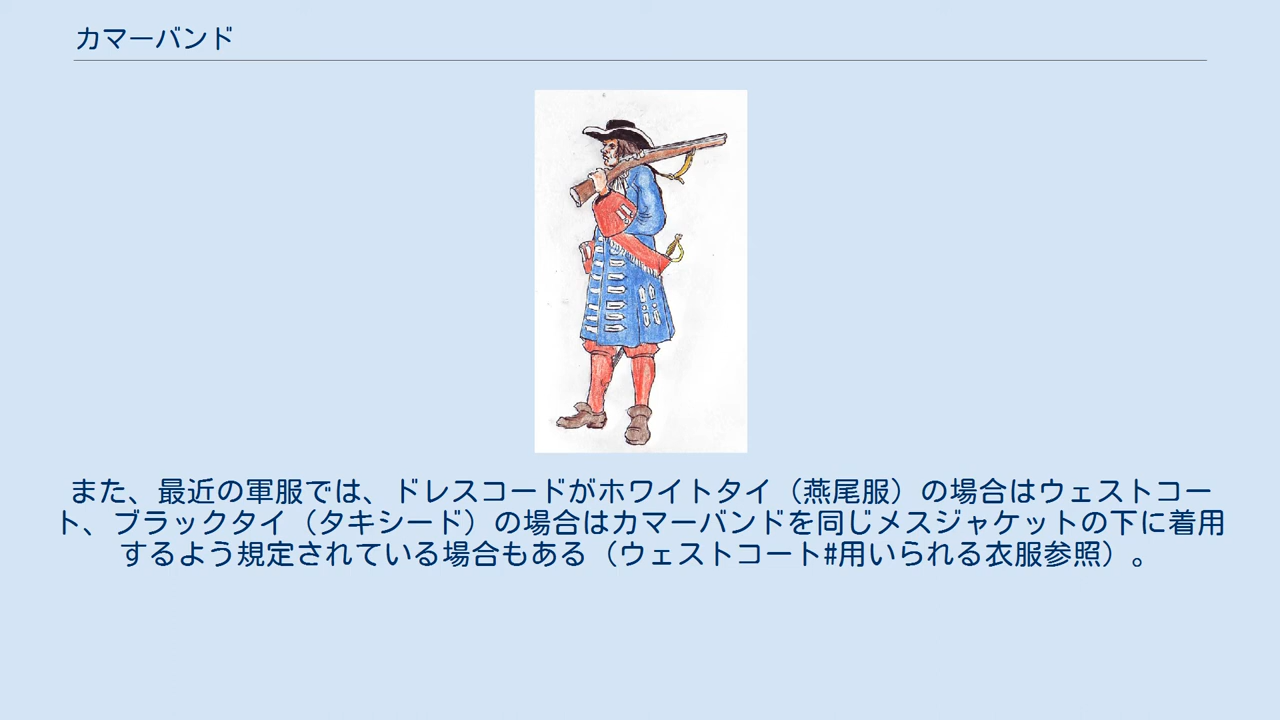 カマーバンド
また、最近の軍服では、ドレスコードがホワイトタイ（燕尾服）の場合はウェストコー
ト、ブラックタイ（タキシード）の場合はカマーバンドを同じメスジャケットの下に着用
するよう規定されている場合もある（ウェストコート#用いられる衣服参照）。